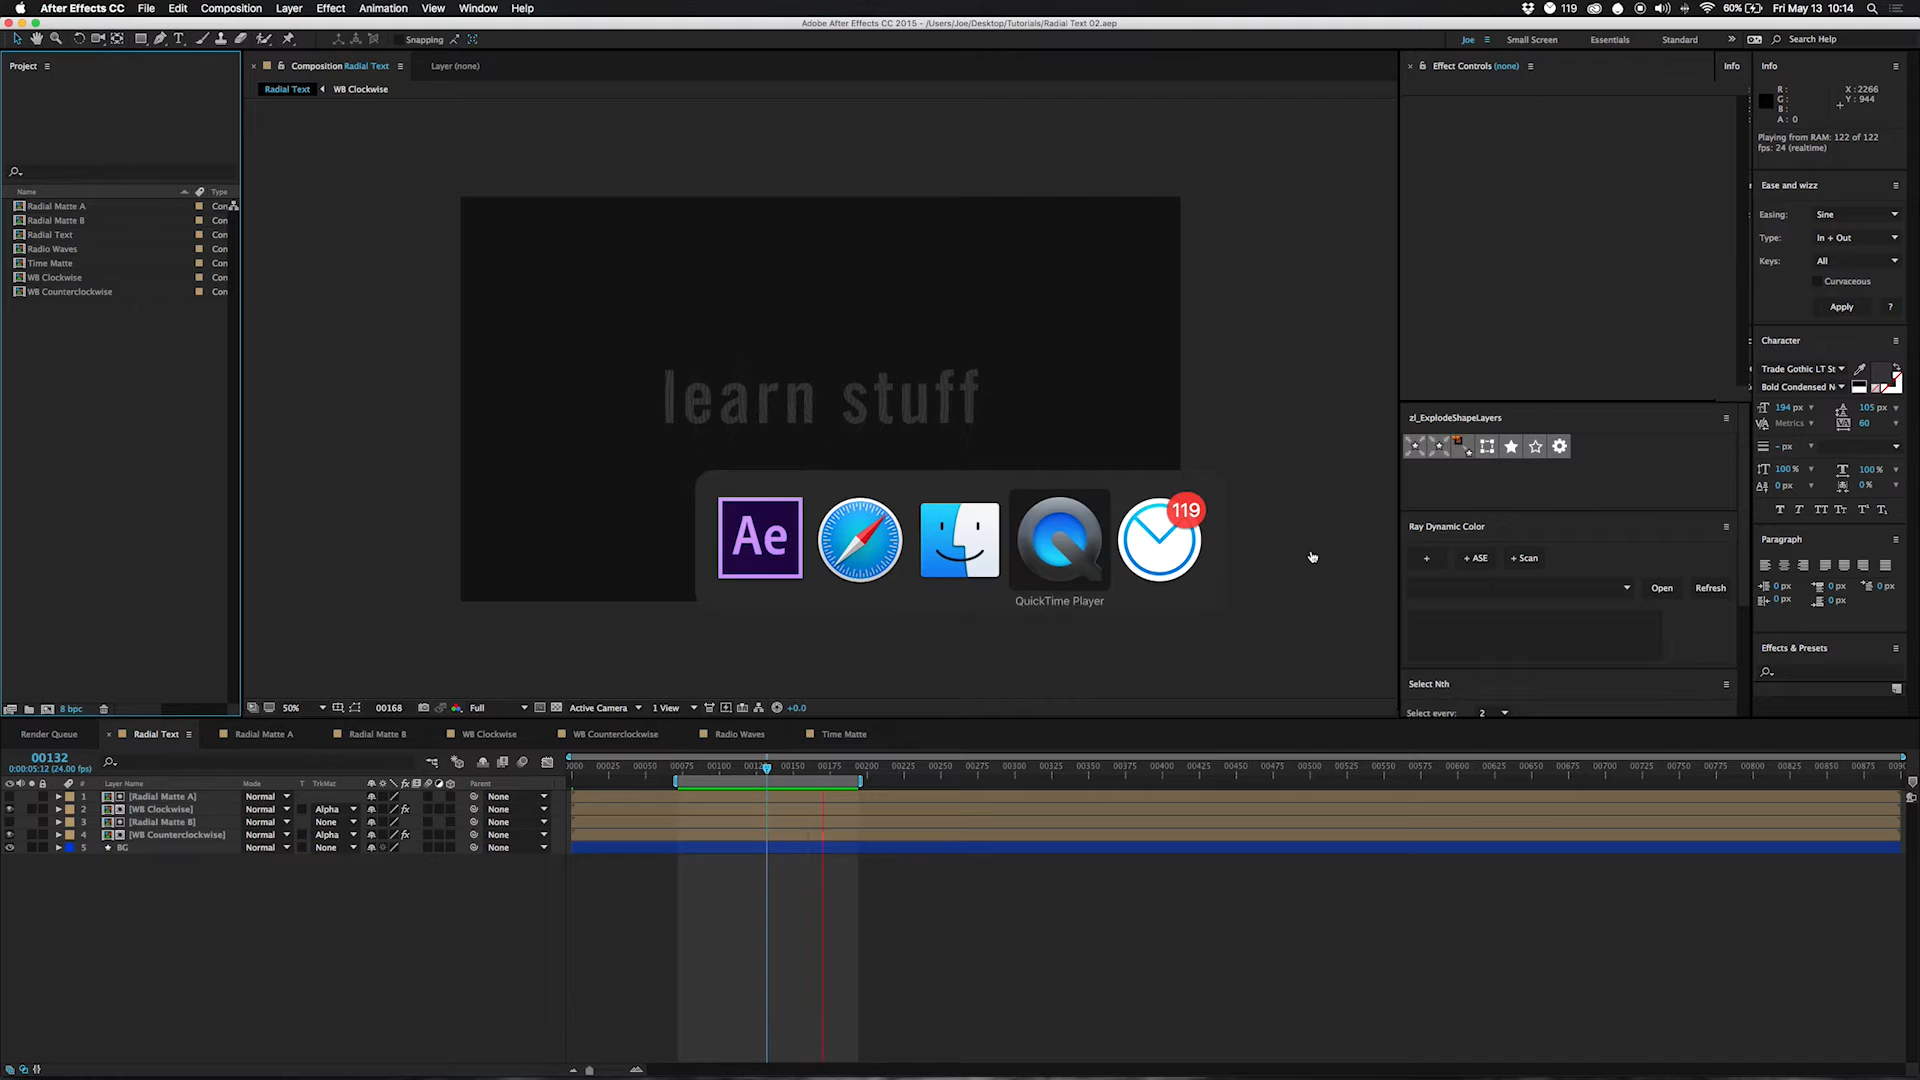 After Effects CC File Edit Composition Layer Effect Animation View Window Help
119 60% Fri May 13 10:14
Adobe After Effects CC 2015 - /Users/Joe/Desktop/Tutorials/Radial Text 02.aep
Snapping
Joe Small Screen Essentials Standard Search Help
Project
Composition Radial Text
Layer (none)
Effect Controls (none)
Info
Info
Radial Text
WB Clockwise
R :
G :
B :
A : 0
X : 2266
Y : 944
Playing from RAM: 122 of 122
fps: 24 (realtime)
Name
Type
Radial Matte A
Con
Radial Matte B
Con
Radial Text
Con
Radio Waves
Con
Time Matte
Con
WB Clockwise
Con
WB Counterclockwise
Con
Ease and wizz
Easing: Sine
Type: In + Out
Keys: All
Curvaceous
Apply ?
Character
Trade Gothic LT St
Bold Condensed N
194 px 105 px
Metrics 60
- px
100 % 100 %
0 px 0 %
learn stuff
zl_ExplodeShapeLayers
Ae
119
QuickTime Player
Ray Dynamic Color
+ + ASE + Scan
Open Refresh
Paragraph
0 px 0 px 0 px
0 px 0 px
Effects & Presets
Select Nth
Select every: 2
8 bpc
50% 00168 Full Active Camera 1 View +0.0
Render Queue Radial Text Radial Matte A Radial Matte B WB Clockwise WB Counterclockwise Radio Waves Time Matte
00132
0:00:05:12 (24.00 fps)
00025 00050 00075 00100 00150 00175 00200 00225 00250 00275 00300 00325 00350 00375 00400 00425 00450 00475 00500 00525 00550 00575 00600 00625 00650 00675 00700 00725 00750 00775 00800 00825 00850 00875
# Layer Name Mode T TrkMat Parent
1 [Radial Matte A] Normal None
2 [WB Clockwise] Normal Alpha None
3 [Radial Matte B] Normal None None
4 [WB Counterclockwise] Normal Alpha None
5 BG Normal None None